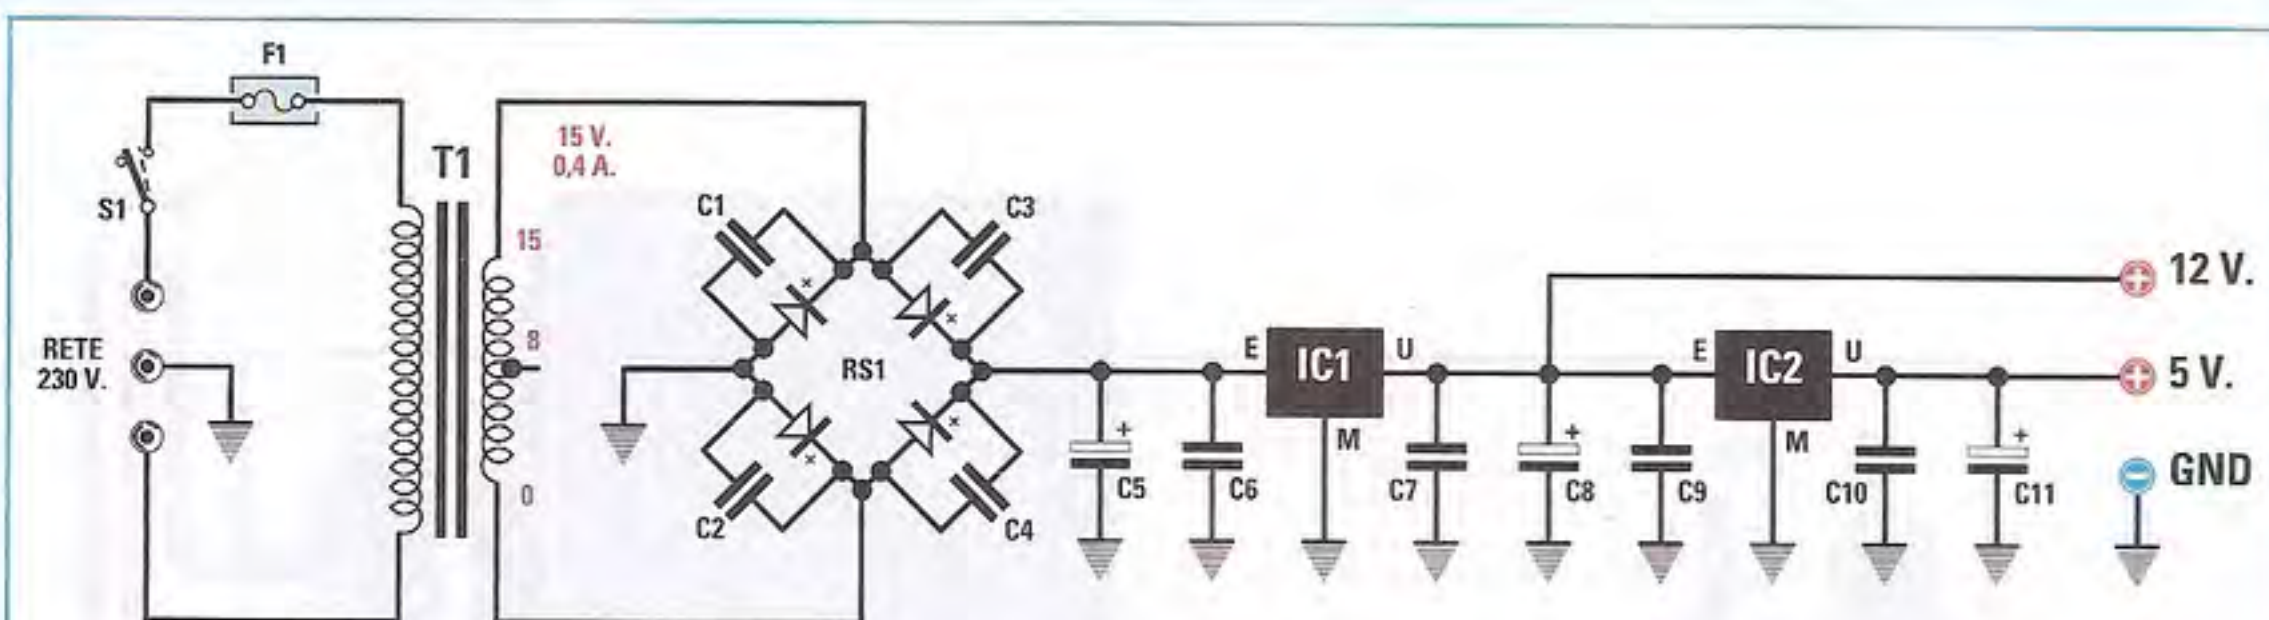 F1
15 V.
0,4 A.
T1
S1
C1
C3
15
8
0
RETE
230 V.
RS1
C2
C4
E
IC1
U
M
+
C5
C6
C7
+
C8
C9
E
IC2
U
M
C10
+
C11
12 V.
5 V.
GND